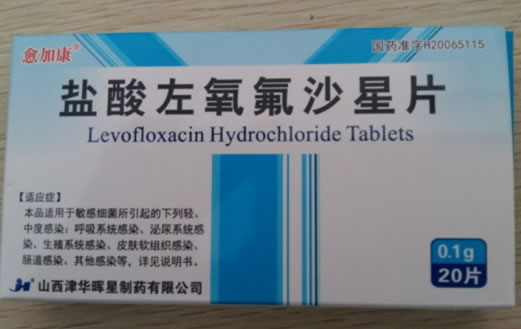 愈加康®
国药准字H20065115
盐酸左氧氟沙星片
Levofloxacin Hydrochloride Tablets
【适应症】
本品适用于敏感细菌所引起的下列轻、
中度感染：呼吸系统感染、泌尿系统感
染、生殖系统感染、皮肤软组织感染、
肠道感染、其他感染等，详见说明书。
0.1g
20片
JH® 山西津华晖星制药有限公司